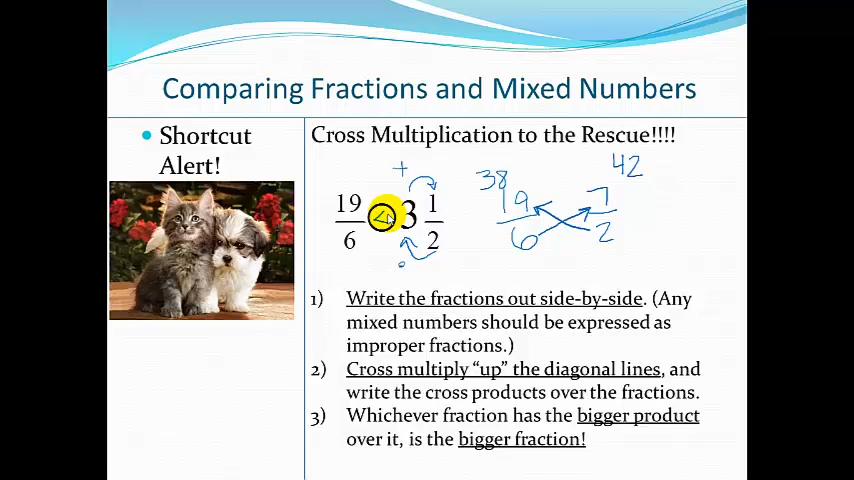 Comparing Fractions and Mixed Numbers
• Shortcut
Alert!
Cross Multiplication to the Rescue!!!!
+
38 42
19/6 < 3 1/2 19/6 7/2
1) Write the fractions out side-by-side. (Any
mixed numbers should be expressed as
improper fractions.)
2) Cross multiply “up” the diagonal lines, and
write the cross products over the fractions.
3) Whichever fraction has the bigger product
over it, is the bigger fraction!